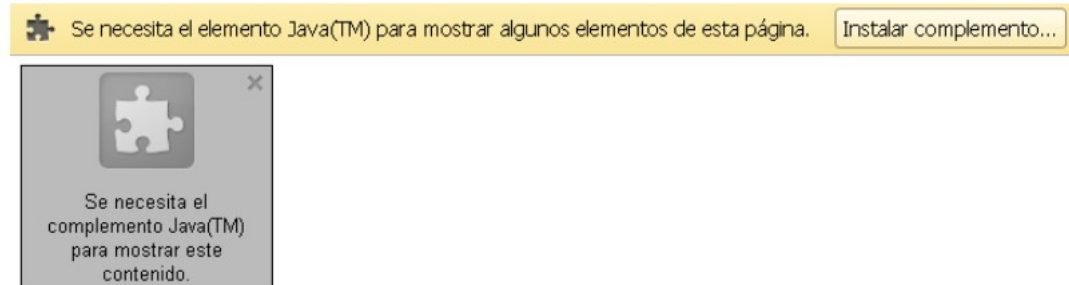 Se necesita el elemento Java(TM) para mostrar algunos elementos de esta página. Instalar complemento...
Se necesita el
complemento Java(TM)
para mostrar este
contenido.